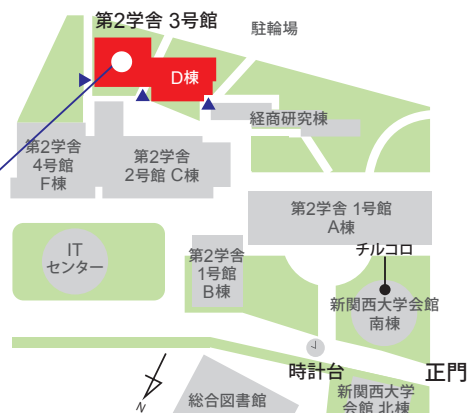 第2学舎 3号館
駐輪場
D棟
経商研究棟
第2学舎
4号館
F棟
第2学舎
2号館 C棟
第2学舎 1号館
A棟
チルコロ
IT
センター
第2学舎
1号館
B棟
新関西大学会館
南棟
時計台
正門
新関西大学
会館 北棟
総合図書館
N